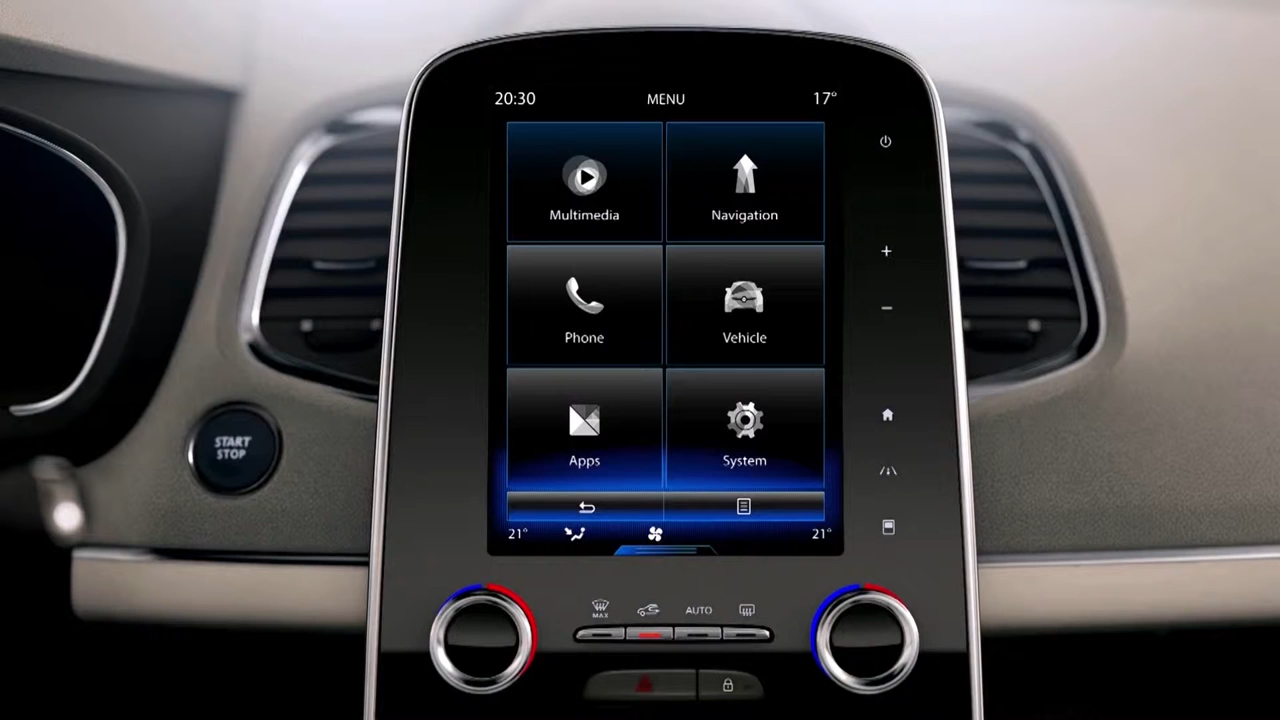 20:30 MENU 17°
Multimedia Navigation
Phone Vehicle
START
STOP
Apps System
21° 21°
MAX AUTO